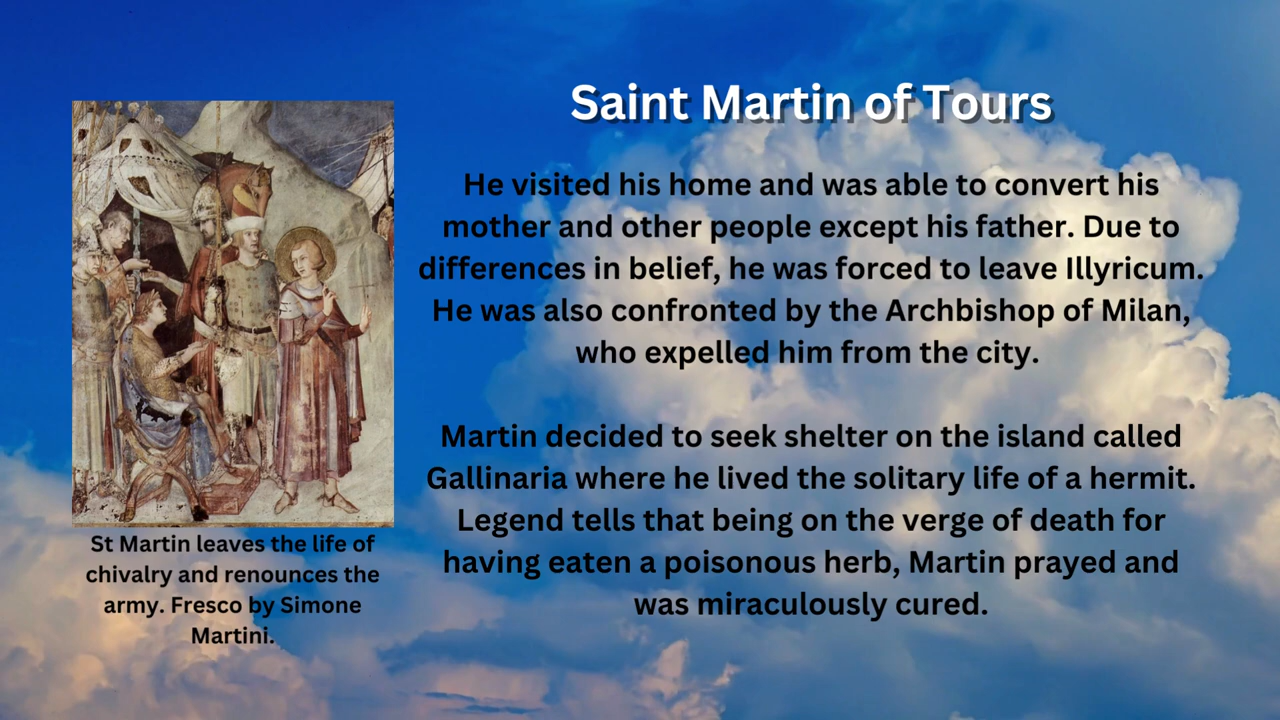 Saint Martin of Tours
He visited his home and was able to convert his
mother and other people except his father. Due to
differences in belief, he was forced to leave Illyricum.
He was also confronted by the Archbishop of Milan,
who expelled him from the city.
Martin decided to seek shelter on the island called
Gallinaria where he lived the solitary life of a hermit.
Legend tells that being on the verge of death for
having eaten a poisonous herb, Martin prayed and
was miraculously cured.
St Martin leaves the life of
chivalry and renounces the
army. Fresco by Simone
Martini.